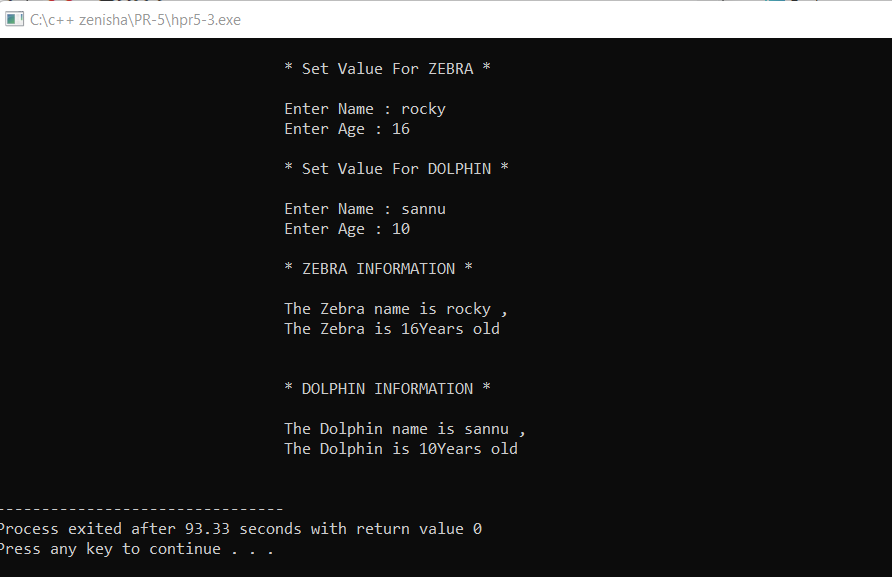 C:\c++ zenisha\PR-5\hpr5-3.exe
* Set Value For ZEBRA *
Enter Name : rocky
Enter Age : 16
* Set Value For DOLPHIN *
Enter Name : sannu
Enter Age : 10
* ZEBRA INFORMATION *
The Zebra name is rocky ,
The Zebra is 16Years old
* DOLPHIN INFORMATION *
The Dolphin name is sannu ,
The Dolphin is 10Years old
--------------------------------
Process exited after 93.33 seconds with return value 0
Press any key to continue . . .